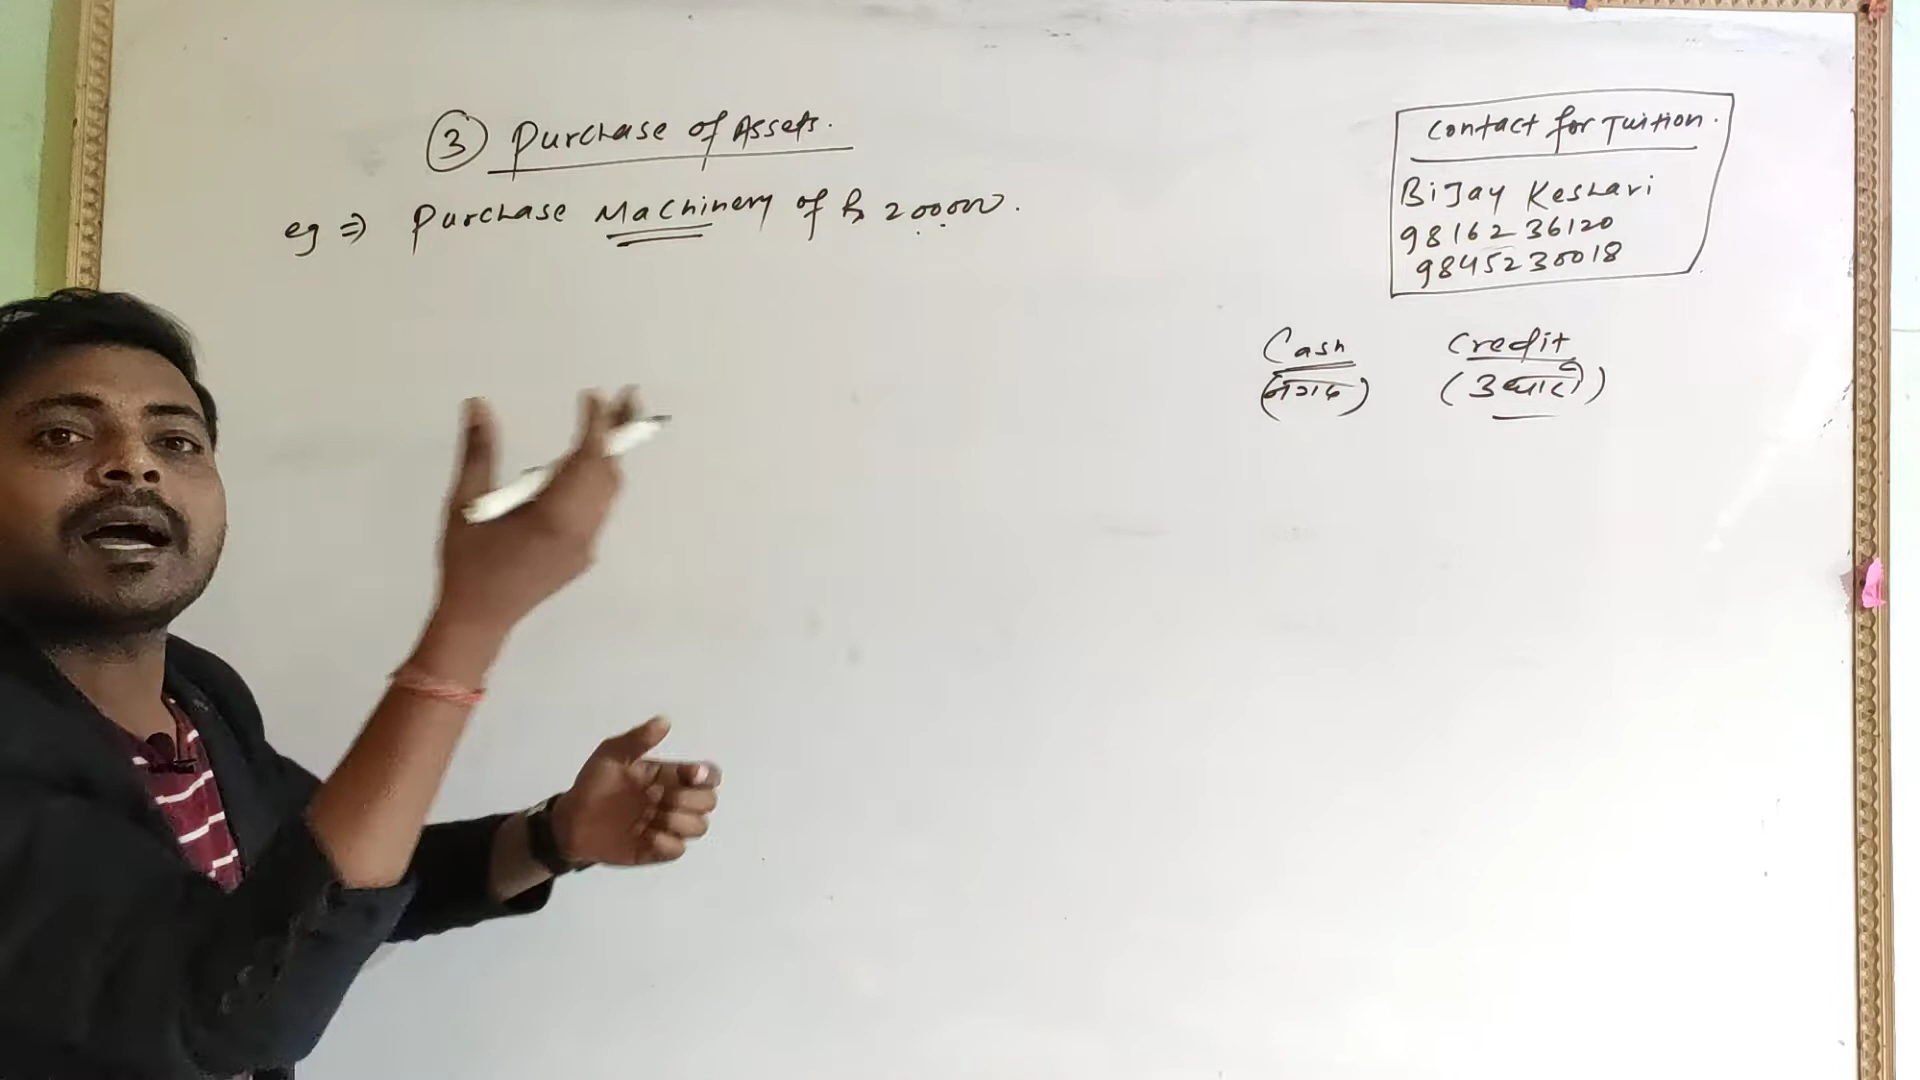 ③ Purchase of Assets.
eg ⇒ Purchase Machinery of Rs 200000.
Contact for Tuition.
Bijay Keshari
9816236120
9845230018
Cash Credit
(नगद) (उधारो)